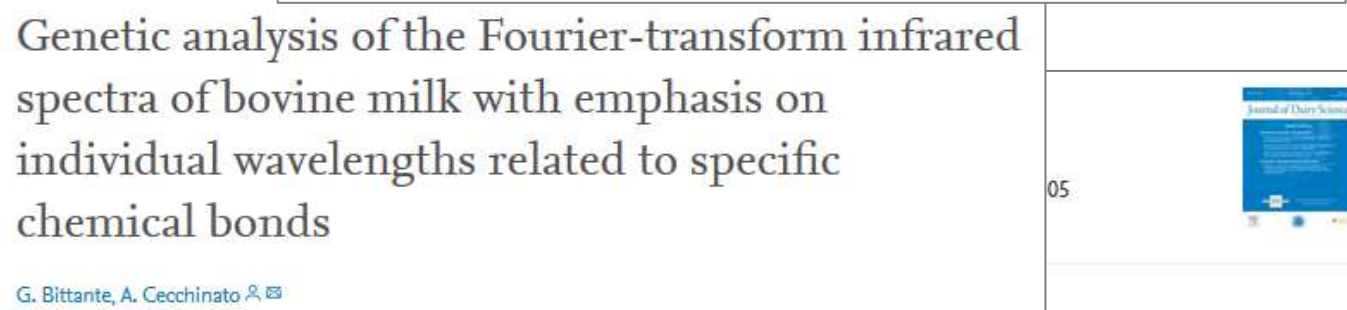 Genetic analysis of the Fourier-transform infrared
spectra of bovine milk with emphasis on
individual wavelengths related to specific
chemical bonds
G. Bittante, A. Cecchinato
05
Journal of Dairy Science